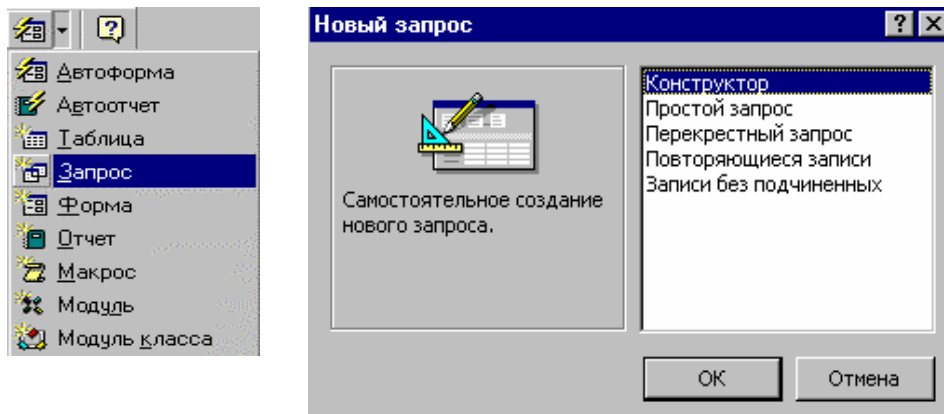 Автоформа
Автоотчет
Таблица
Запрос
Форма
Отчет
Макрос
Модуль
Модуль класса
Новый запрос
Самостоятельное создание
нового запроса.
Конструктор
Простой запрос
Перекрестный запрос
Повторяющиеся записи
Записи без подчиненных
ОК
Отмена